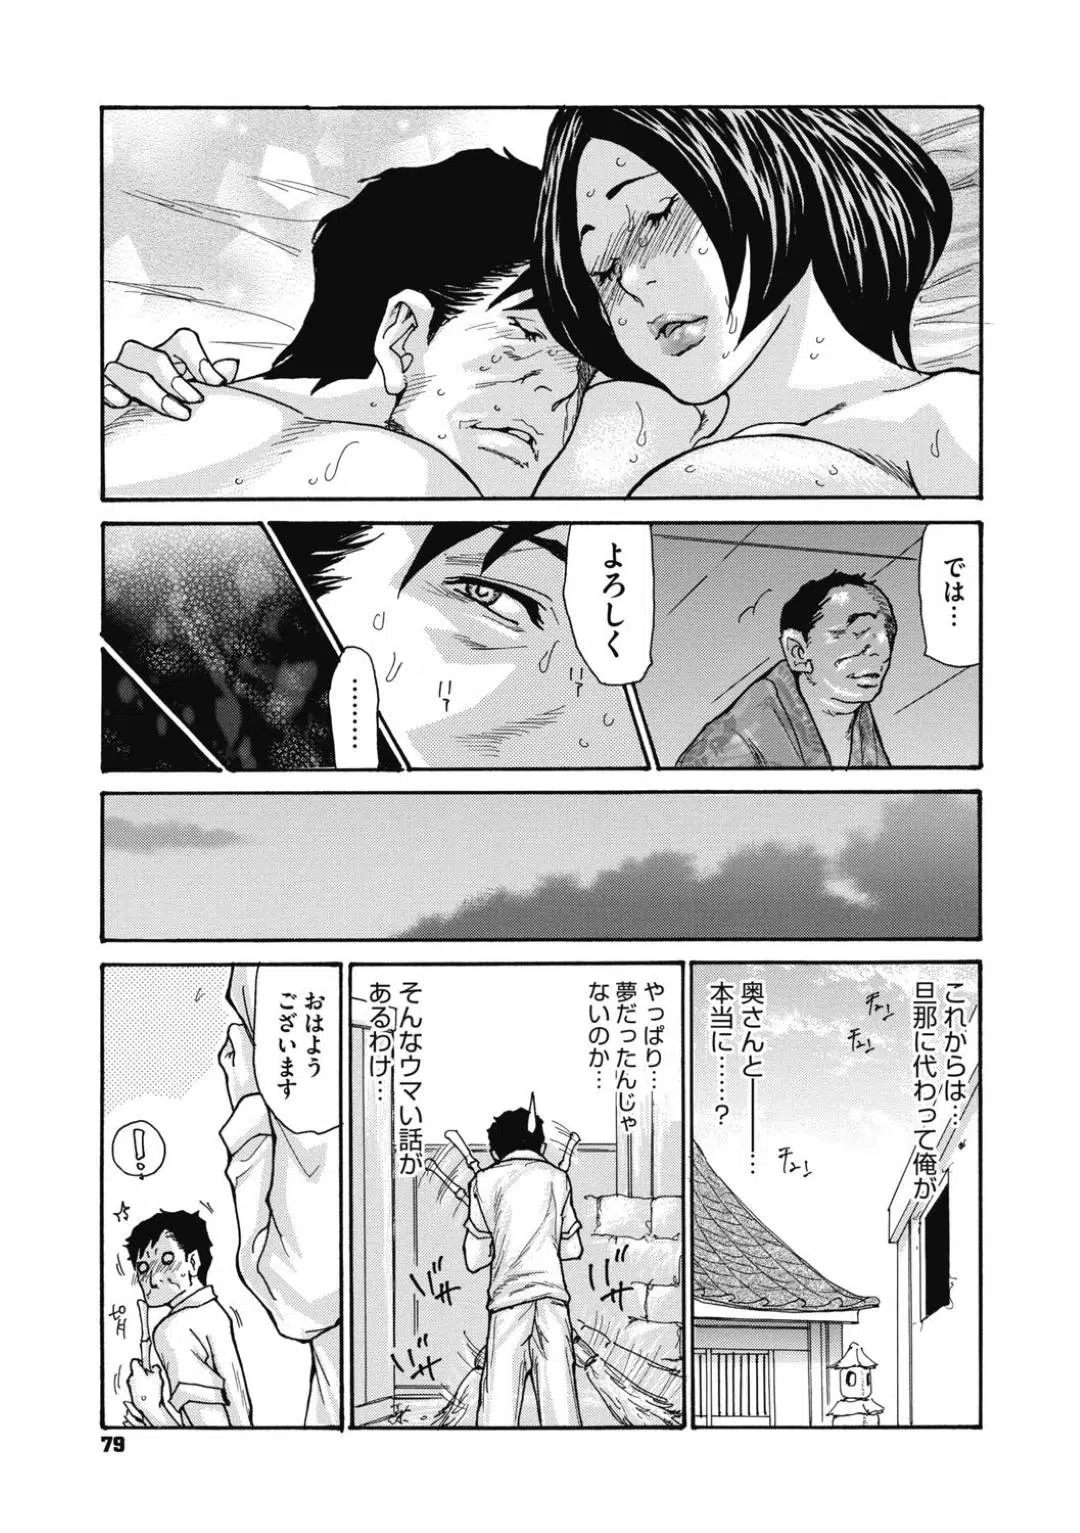 では…
よろしく
!!?
!!?
………
これからは…
旦那に代わって俺が
奥さんと――…
本当に……？
チュン
チュン
チュン
やっぱり…
夢だったんじゃ
ないのか…
そんなウマい話が
あるわけ…
ザッ
ザッ
ザッ
おはよう
ございます
！
79